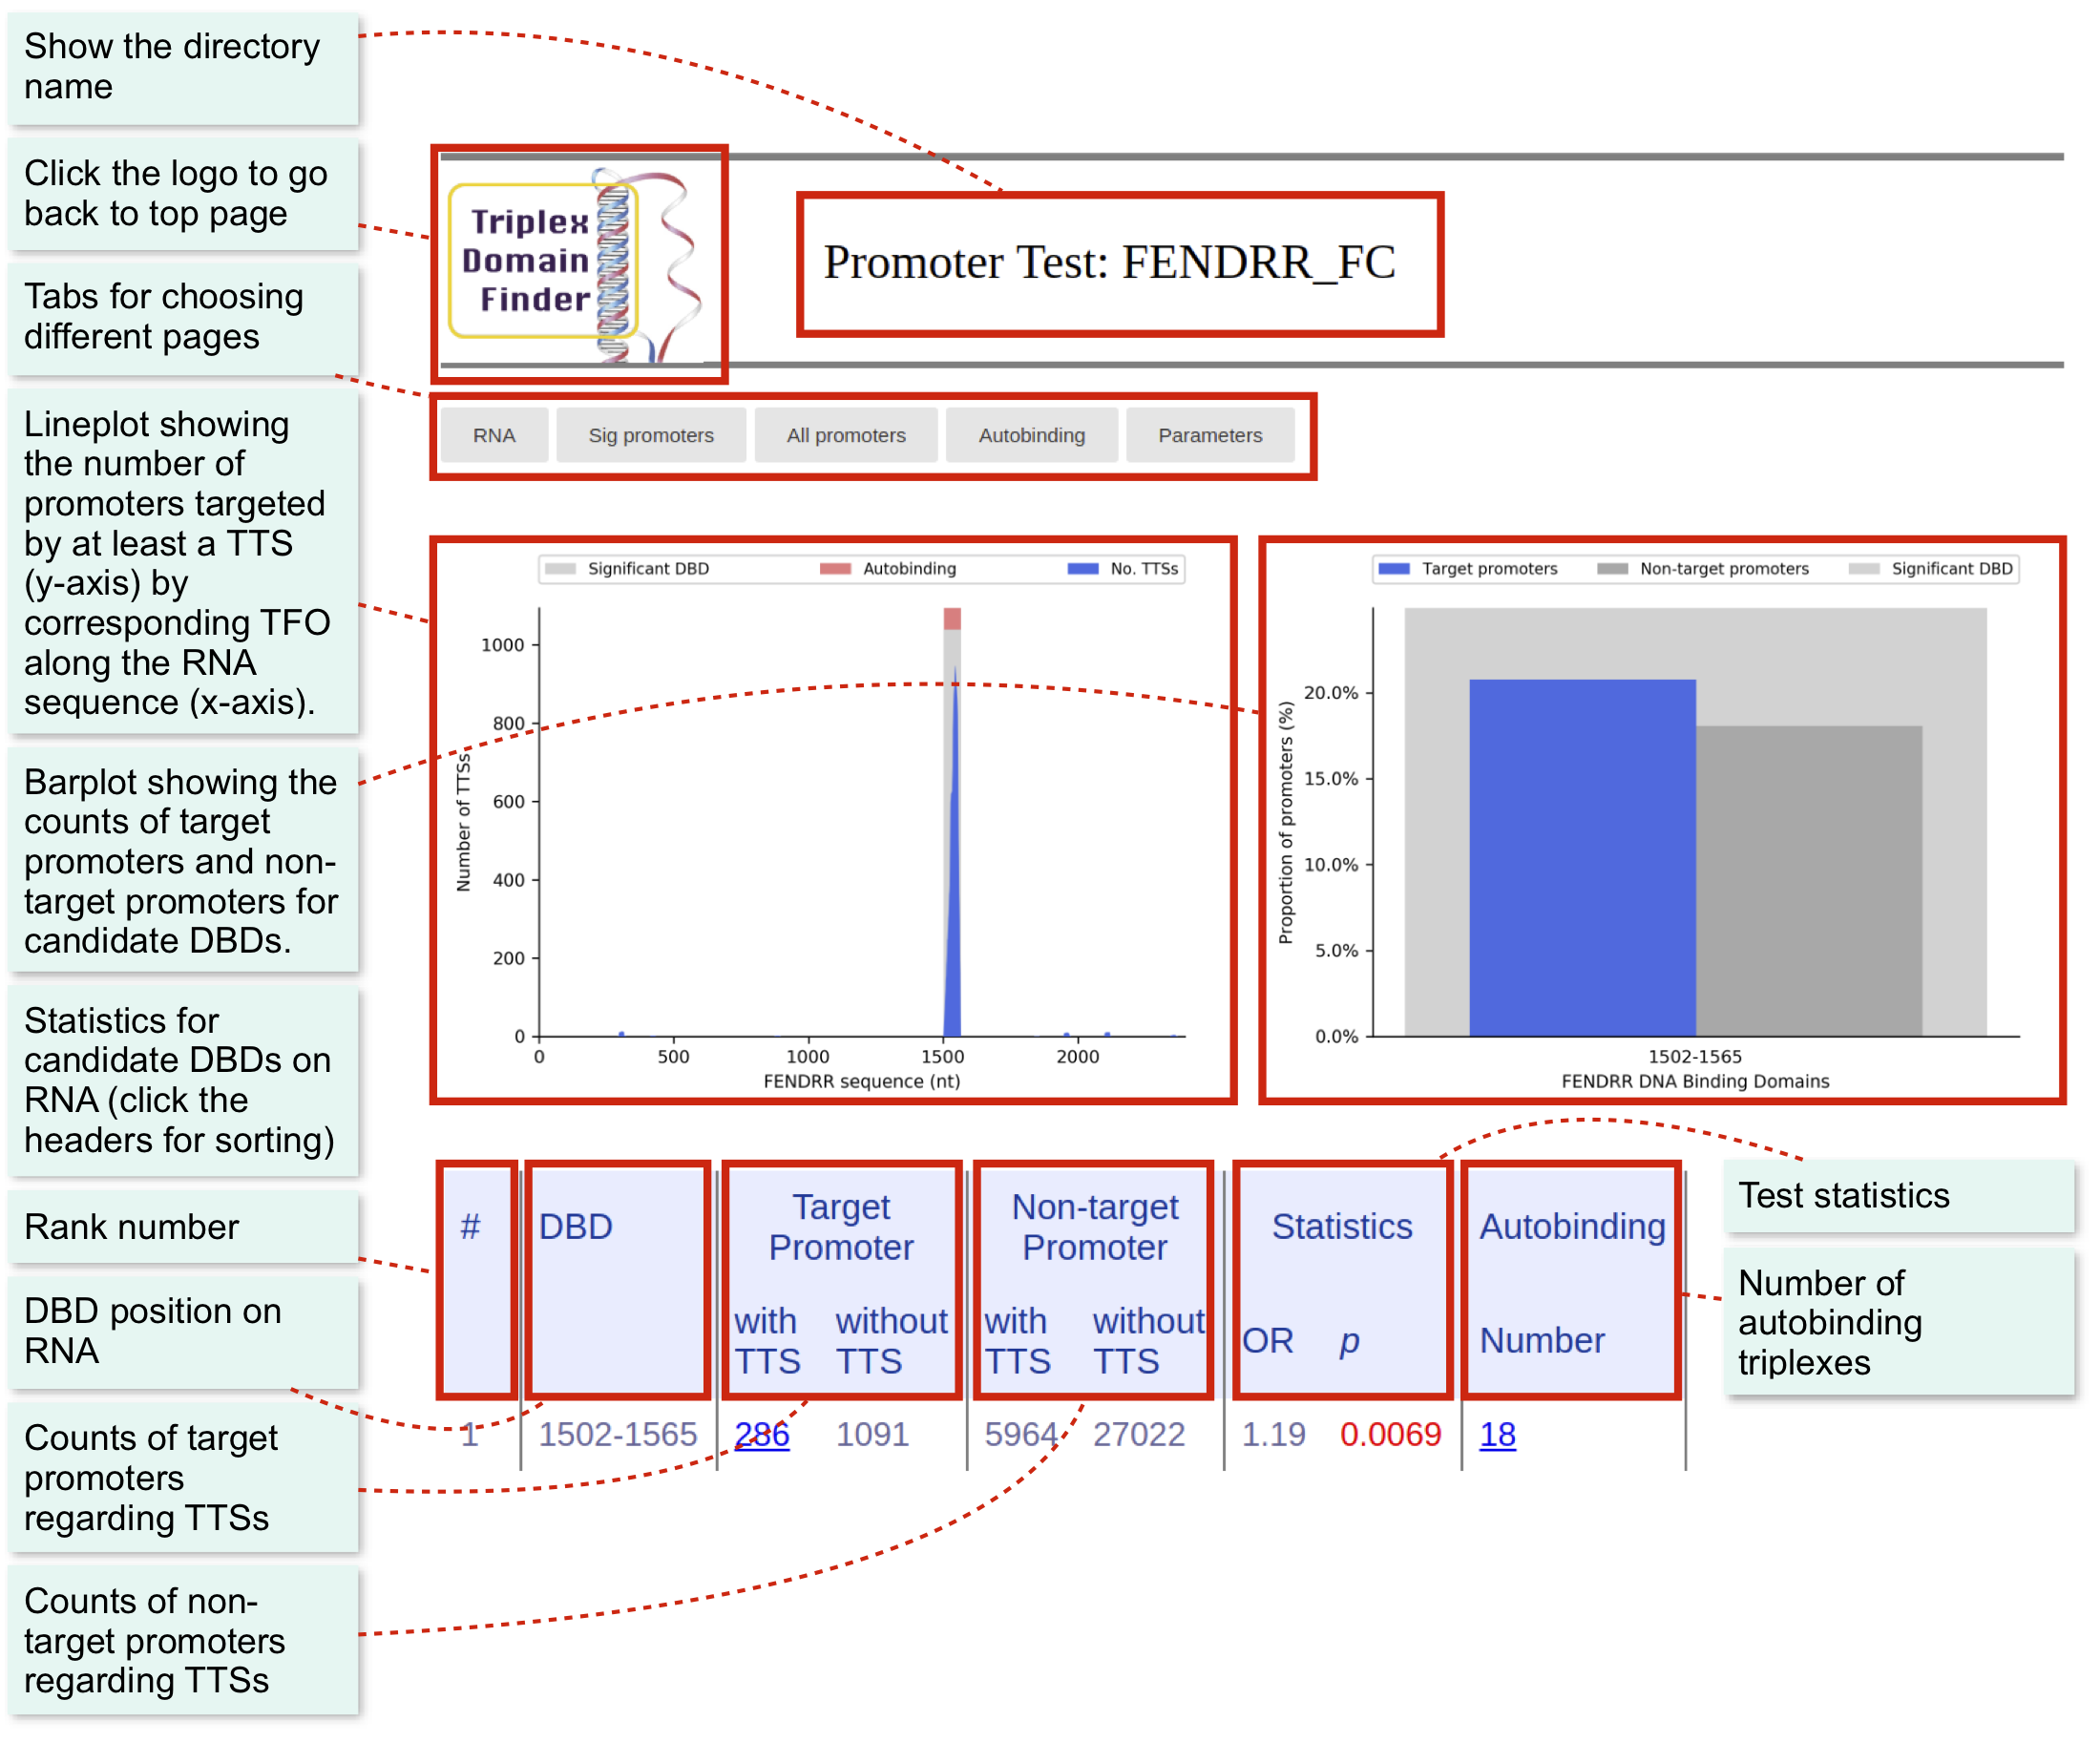 Show the directory
name
Click the logo to go
back to top page
Tabs for choosing
different pages
Lineplot showing
the number of
promoters targeted
by at least a TTS
(y-axis) by
corresponding TFO
along the RNA
sequence (x-axis).
Barplot showing the
counts of target
promoters and non-
target promoters for
candidate DBDs.
Statistics for
candidate DBDs on
RNA (click the
headers for sorting)
Rank number
DBD position on
RNA
Counts of target
promoters
regarding TTSs
Counts of non-
target promoters
regarding TTSs
Triplex
Domain
Finder
Promoter Test: FENDRR_FC
RNA Sig promoters All promoters Autobinding Parameters
Significant DBD Autobinding No. TTSs
1000
800
600
400
200
0
Number of TTSs
0 500 1000 1500 2000
FENDRR sequence (nt)
Target promoters Non-target promoters Significant DBD
20.0%
15.0%
10.0%
5.0%
0.0%
Proportion of promoters (%)
1502-1565
FENDRR DNA Binding Domains
# DBD Target Promoter Non-target Promoter Statistics Autobinding
with TTS without TTS with TTS without TTS OR p Number
1 1502-1565 286 1091 5964 27022 1.19 0.0069 18
Test statistics
Number of
autobinding
triplexes